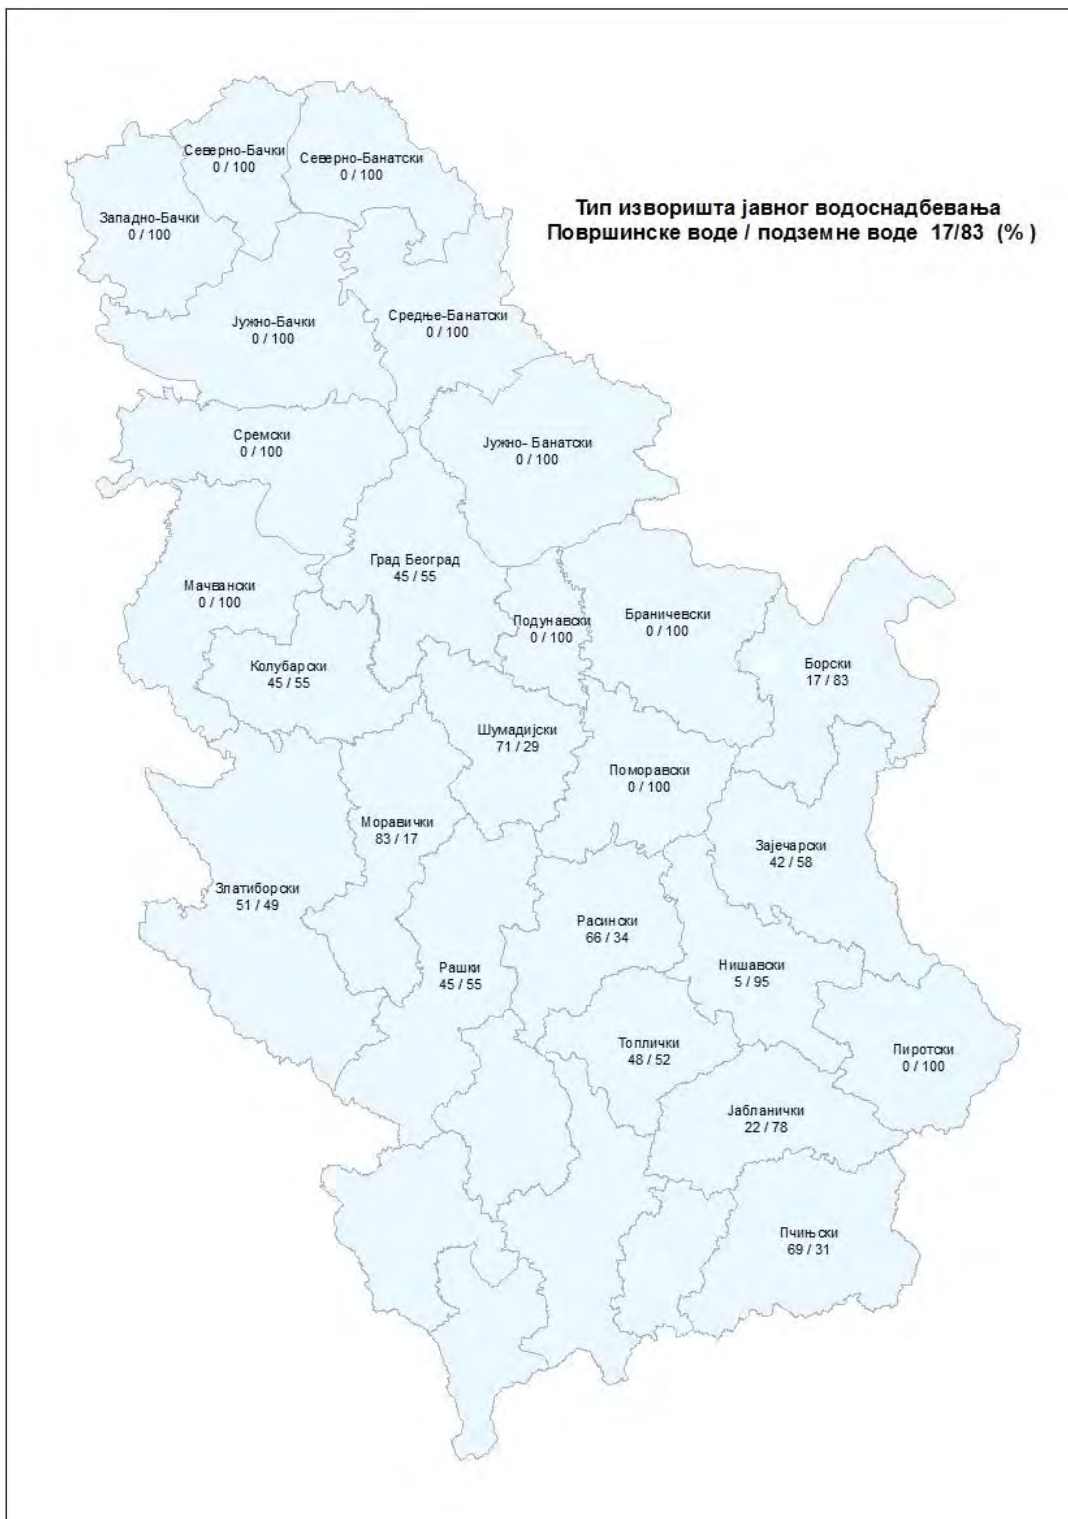 Северно-Бачки
0 / 100
Северно-Банатски
0 / 100
Западно-Бачки
0 / 100
Тип изворишта јавног водоснадбевања
Површинске воде / подземне воде 17/83 (% )
Јужно-Бачки
0 / 100
Средње-Банатски
0 / 100
Сремски
0 / 100
Јужно- Банатски
0 / 100
Град Београд
45 / 55
Мачвански
0 / 100
Подунавски
0 / 100
Браничевски
0 / 100
Колубарски
45 / 55
Борски
17 / 83
Шумадијски
71 / 29
Поморавски
0 / 100
Моравички
83 / 17
Зајечарски
42 / 58
Златиборски
51 / 49
Расински
66 / 34
Рашки
45 / 55
Нишавски
5 / 95
Топлички
48 / 52
Пиротски
0 / 100
Јабланички
22 / 78
Пчињски
69 / 31